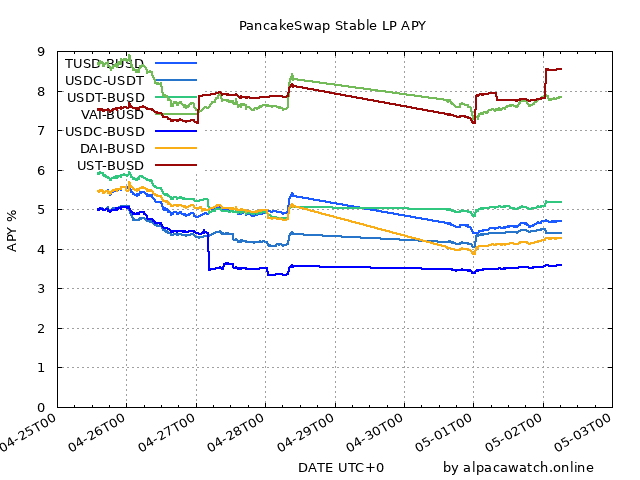 PancakeSwap Stable LP APY
APY %
9
8
7
6
5
4
3
2
1
0
TUSD-BUSD
USDC-USDT
USDT-BUSD
VAI-BUSD
USDC-BUSD
DAI-BUSD
UST-BUSD
04-25T00
04-26T00
04-27T00
04-28T00
04-29T00
04-30T00
05-01T00
05-02T00
05-03T00
DATE UTC+0
by alpacawatch.online